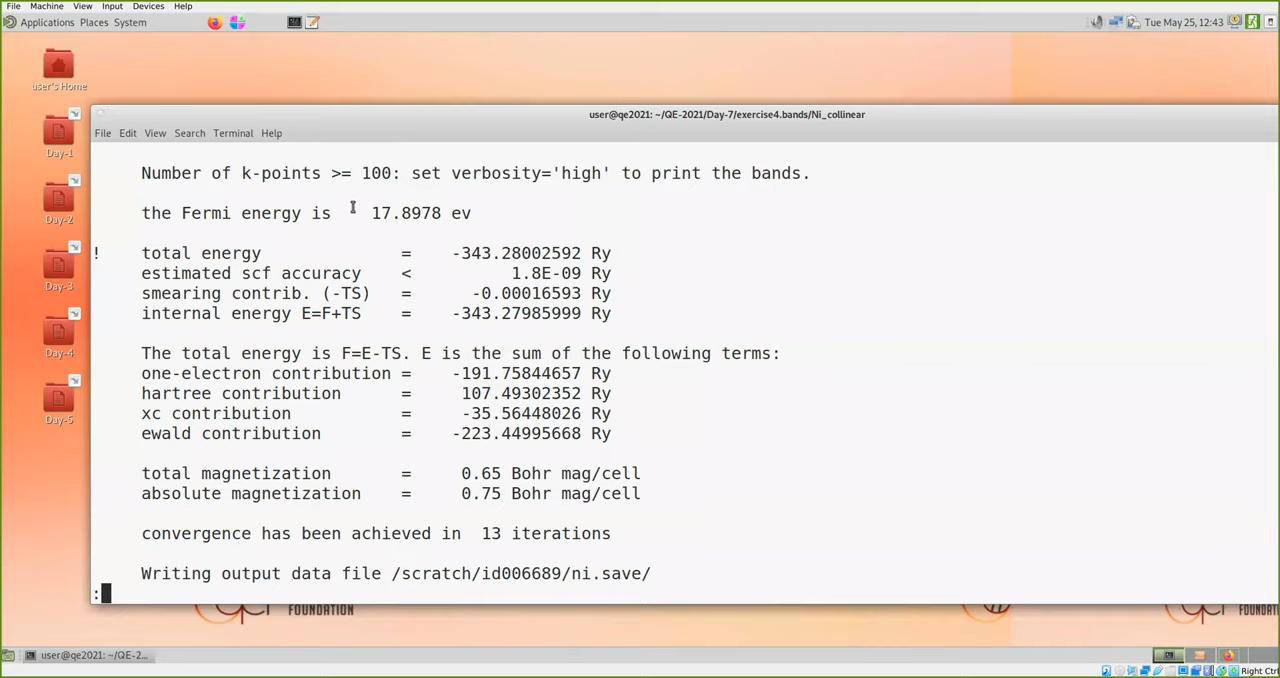 File Machine View Input Devices Help
Applications Places System
Tue May 25, 12:43
user's Home
Day-1
Day-2
Day-3
Day-4
Day-5
user@qe2021: ~/QE-2021/Day-7/exercise4.bands/Ni_collinear
File Edit View Search Terminal Help
Number of k-points >= 100: set verbosity='high' to print the bands.
the Fermi energy is 17.8978 ev
! total energy = -343.28002592 Ry
estimated scf accuracy < 1.8E-09 Ry
smearing contrib. (-TS) = -0.00016593 Ry
internal energy E=F+TS = -343.27985999 Ry
The total energy is F=E-TS. E is the sum of the following terms:
one-electron contribution = -191.75844657 Ry
hartree contribution = 107.49302352 Ry
xc contribution = -35.56448026 Ry
ewald contribution = -223.44995668 Ry
total magnetization = 0.65 Bohr mag/cell
absolute magnetization = 0.75 Bohr mag/cell
convergence has been achieved in 13 iterations
Writing output data file /scratch/id006689/ni.save/
:
FOUNDATION
user@qe2021: ~/QE-2...
Right Ctrl